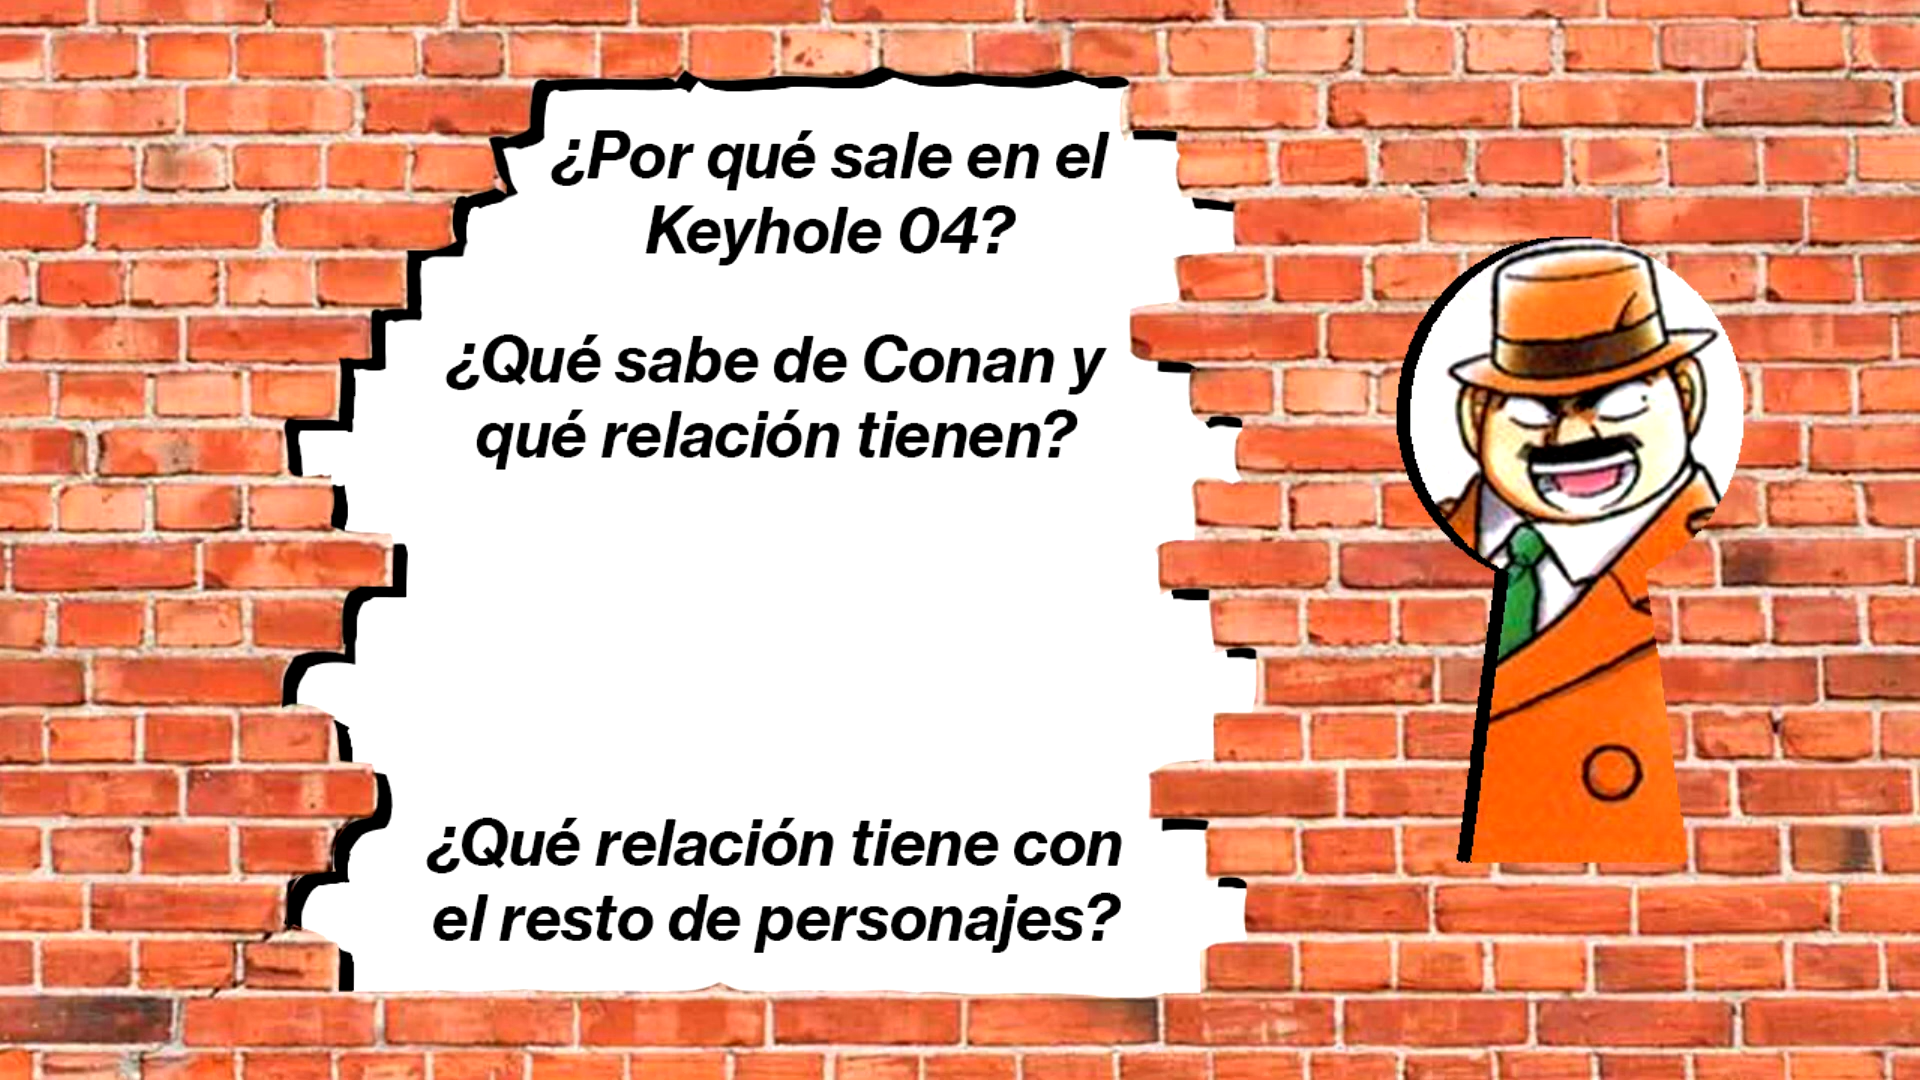 ¿Por qué sale en el
Keyhole 04?
¿Qué sabe de Conan y
qué relación tienen?
¿Qué relación tiene con
el resto de personajes?